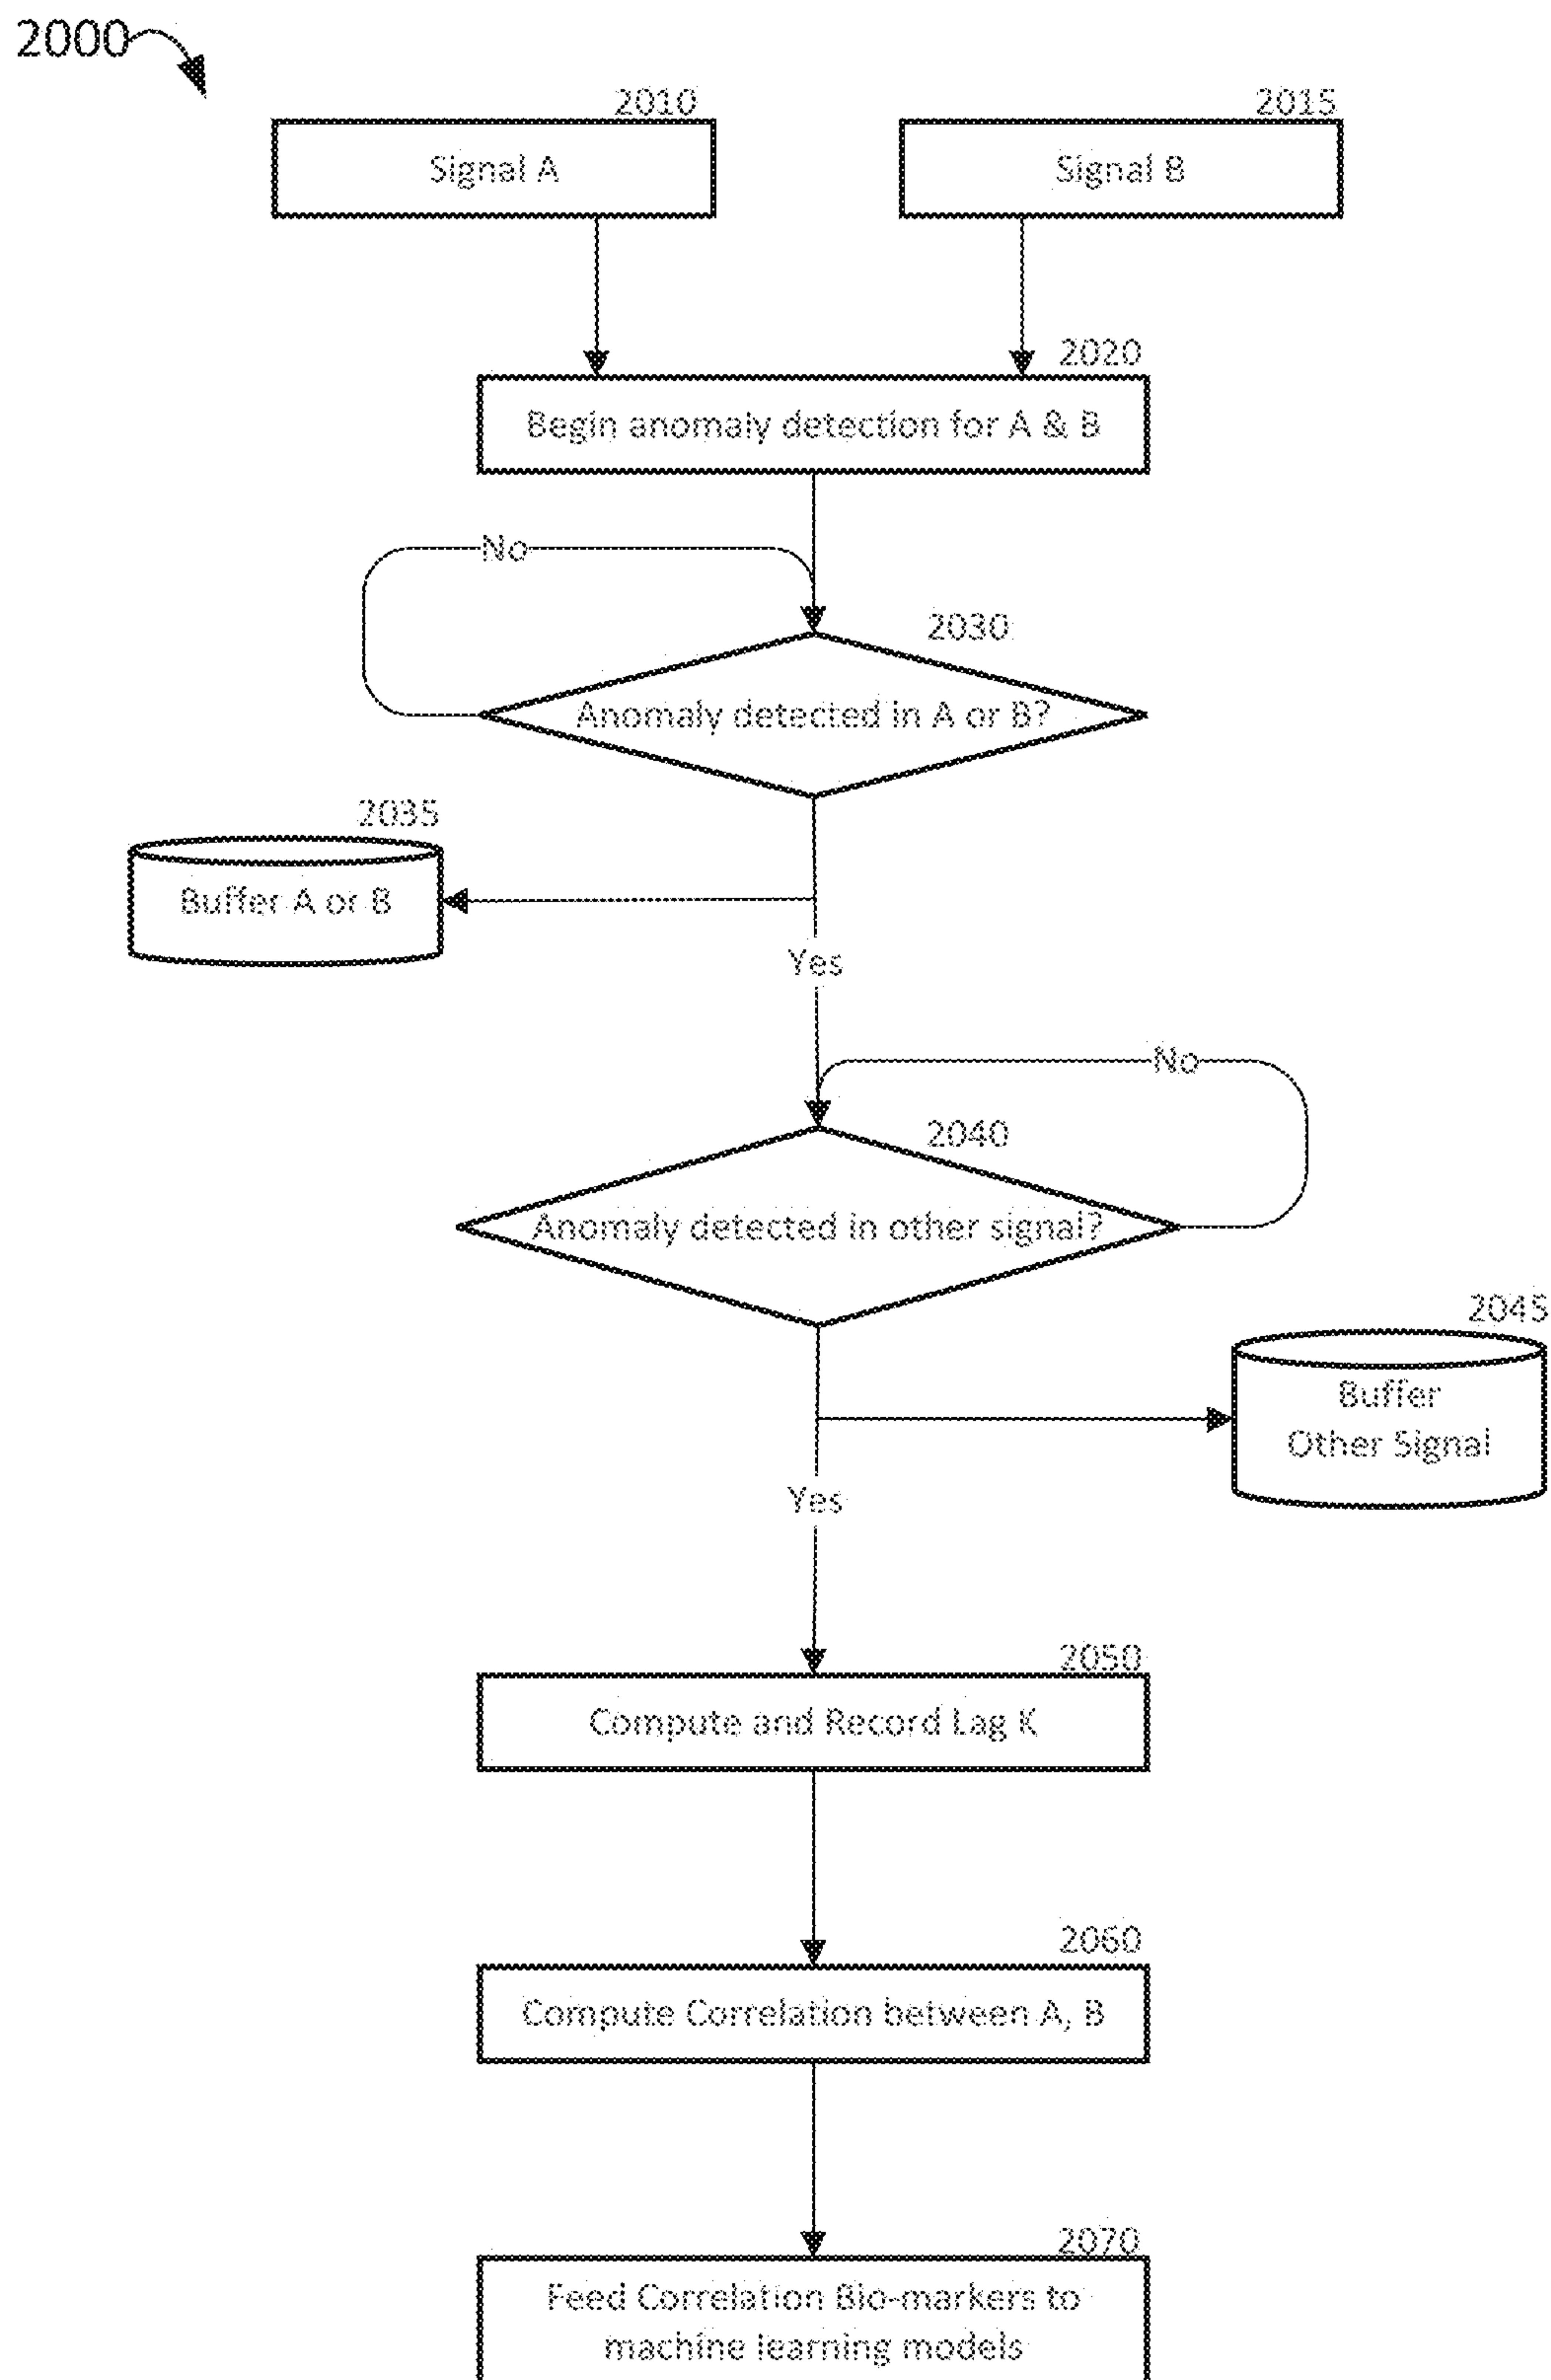 2000
2010
2015
Signal A
Signal B
2020
Begin anomaly detection for A & B
No
2030
Anomaly detected in A or B?
2035
Buffer A or B
Yes
No
2040
Anomaly detected in other signal?
2045
Buffer
Other Signal
Yes
2050
Compute and Record Lag K
2060
Compute Correlation between A, B
2070
Feed Correlation Bio-markers to
machine learning models